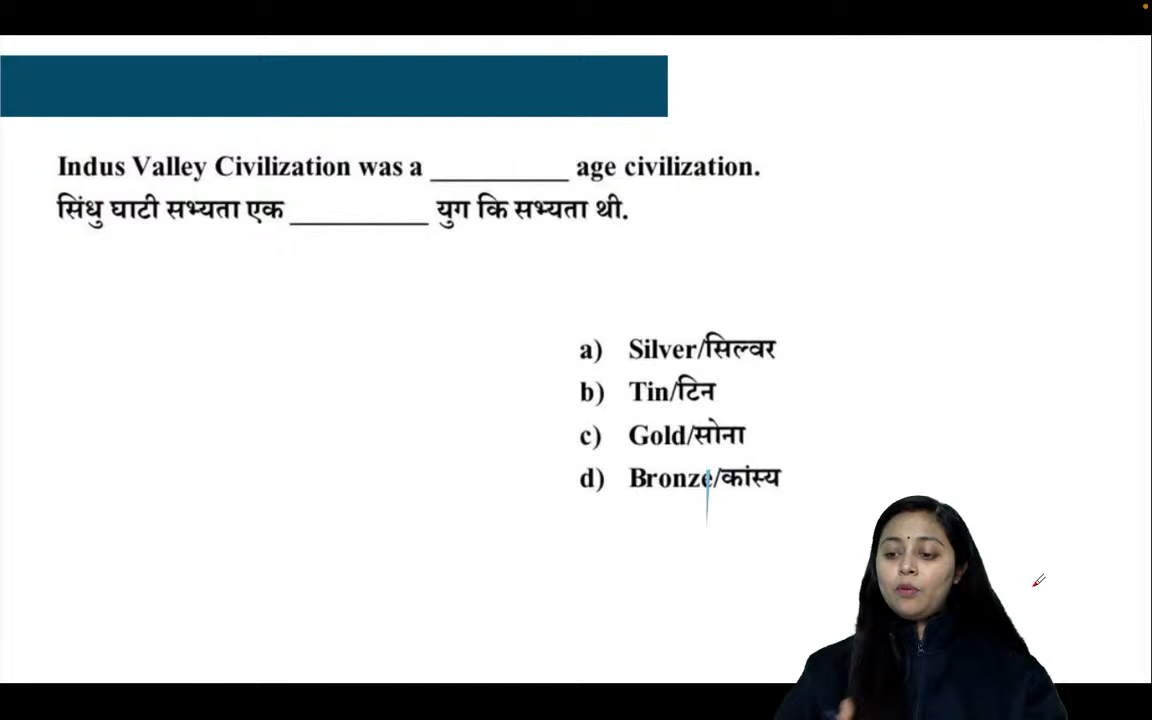 Indus Valley Civilization was a __________ age civilization.
सिंधु घाटी सभ्यता एक __________ युग कि सभ्यता थी.
a) Silver/सिल्वर
b) Tin/टिन
c) Gold/सोना
d) Bronze/कांस्य